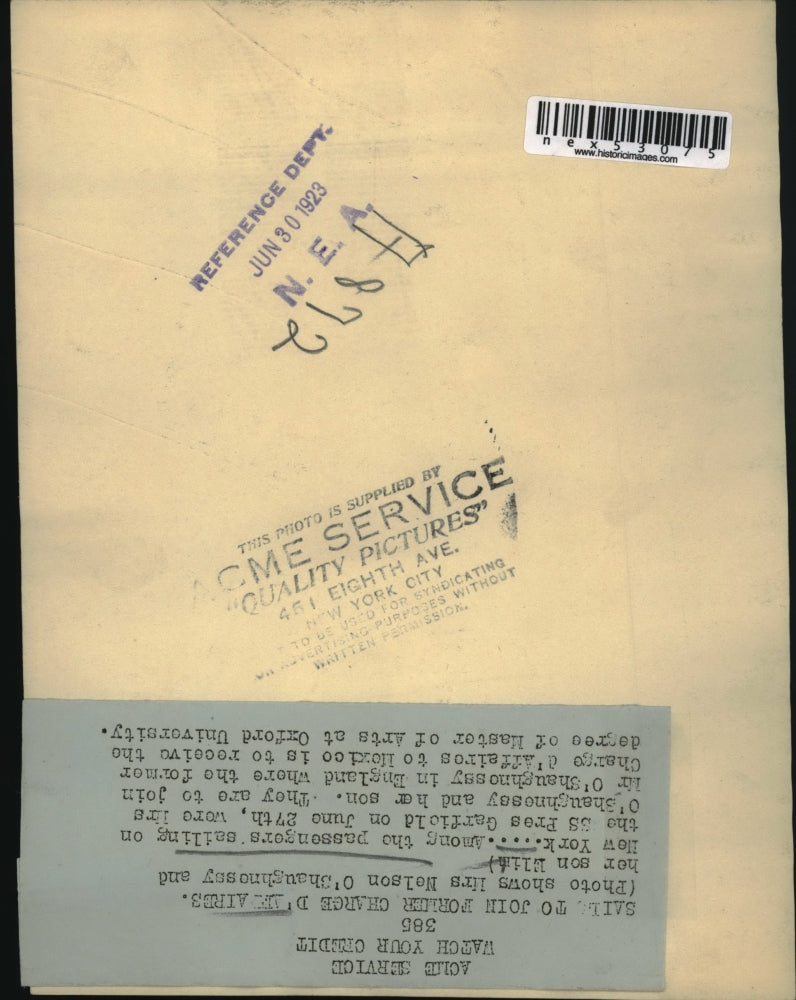 nex53075
www.historicimages.com
REFERENCE DEPT.
JUN 30 1923
N. E. A.
H
872
THIS PHOTO IS SUPPLIED BY
ACME SERVICE
"QUALITY PICTURES"
461 EIGHTH AVE.
NEW YORK CITY
TO BE USED FOR SYNDICATING
OR ADVERTISING PURPOSES WITHOUT
WRITTEN PERMISSION.
ACME SERVICE
WATCH YOUR CREDIT
385
SAIL TO JOIN FORMER CHARGE D'AFFAIRES.
(Photo shows Mrs Nelson O'Shaughnessy and
her son
New York.....Among the passengers sailing on
the SS Pres Garfield on June 27th, were Mrs
O'Shaughnessy and her son. They are to join
Mr O'Shaughnessy in England where the former
Charge d'Affaires to Mexico is to receive the
degree of Master of Arts at Oxford University.